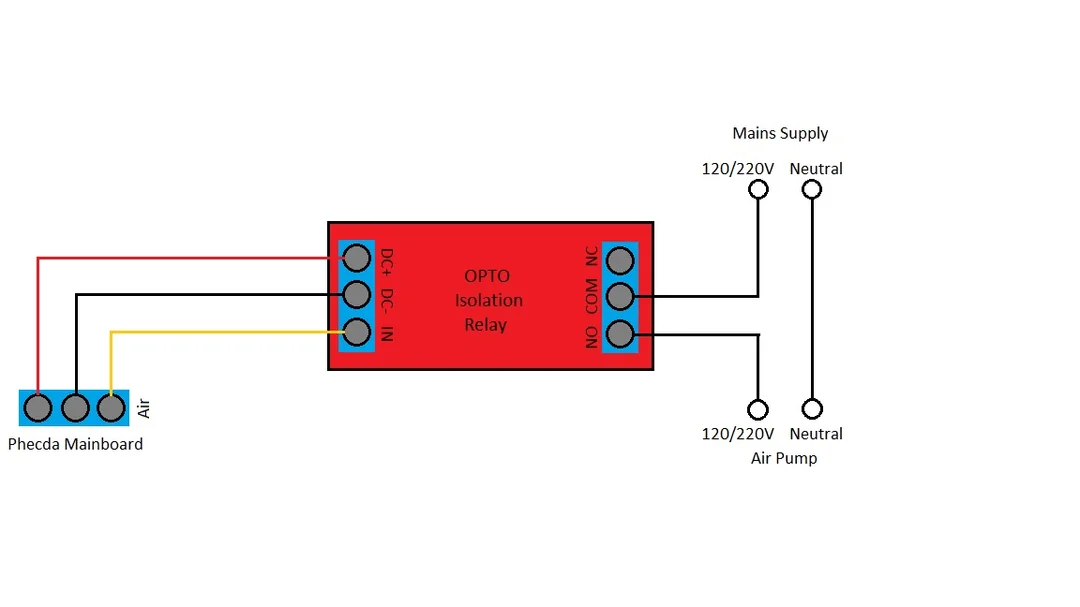 Mains Supply
120/220V Neutral
DC+
DC-
IN
OPTO
Isolation
Relay
NC
COM
NO
Air
Phecda Mainboard
120/220V Neutral
Air Pump